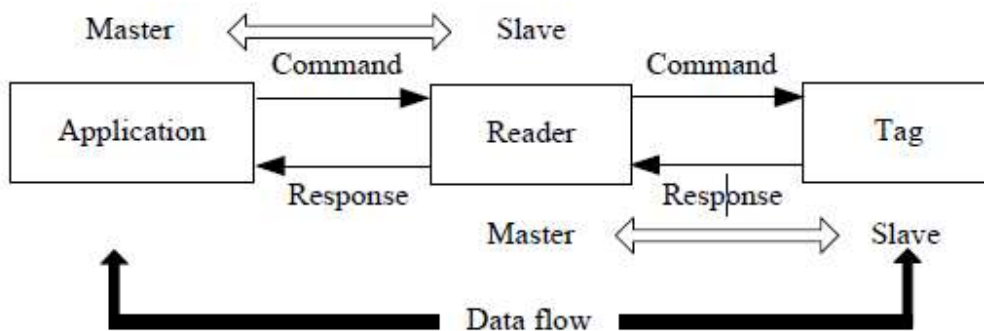 Master Slave
Command Command
Application Reader Tag
Response Response
Master Slave
Data flow